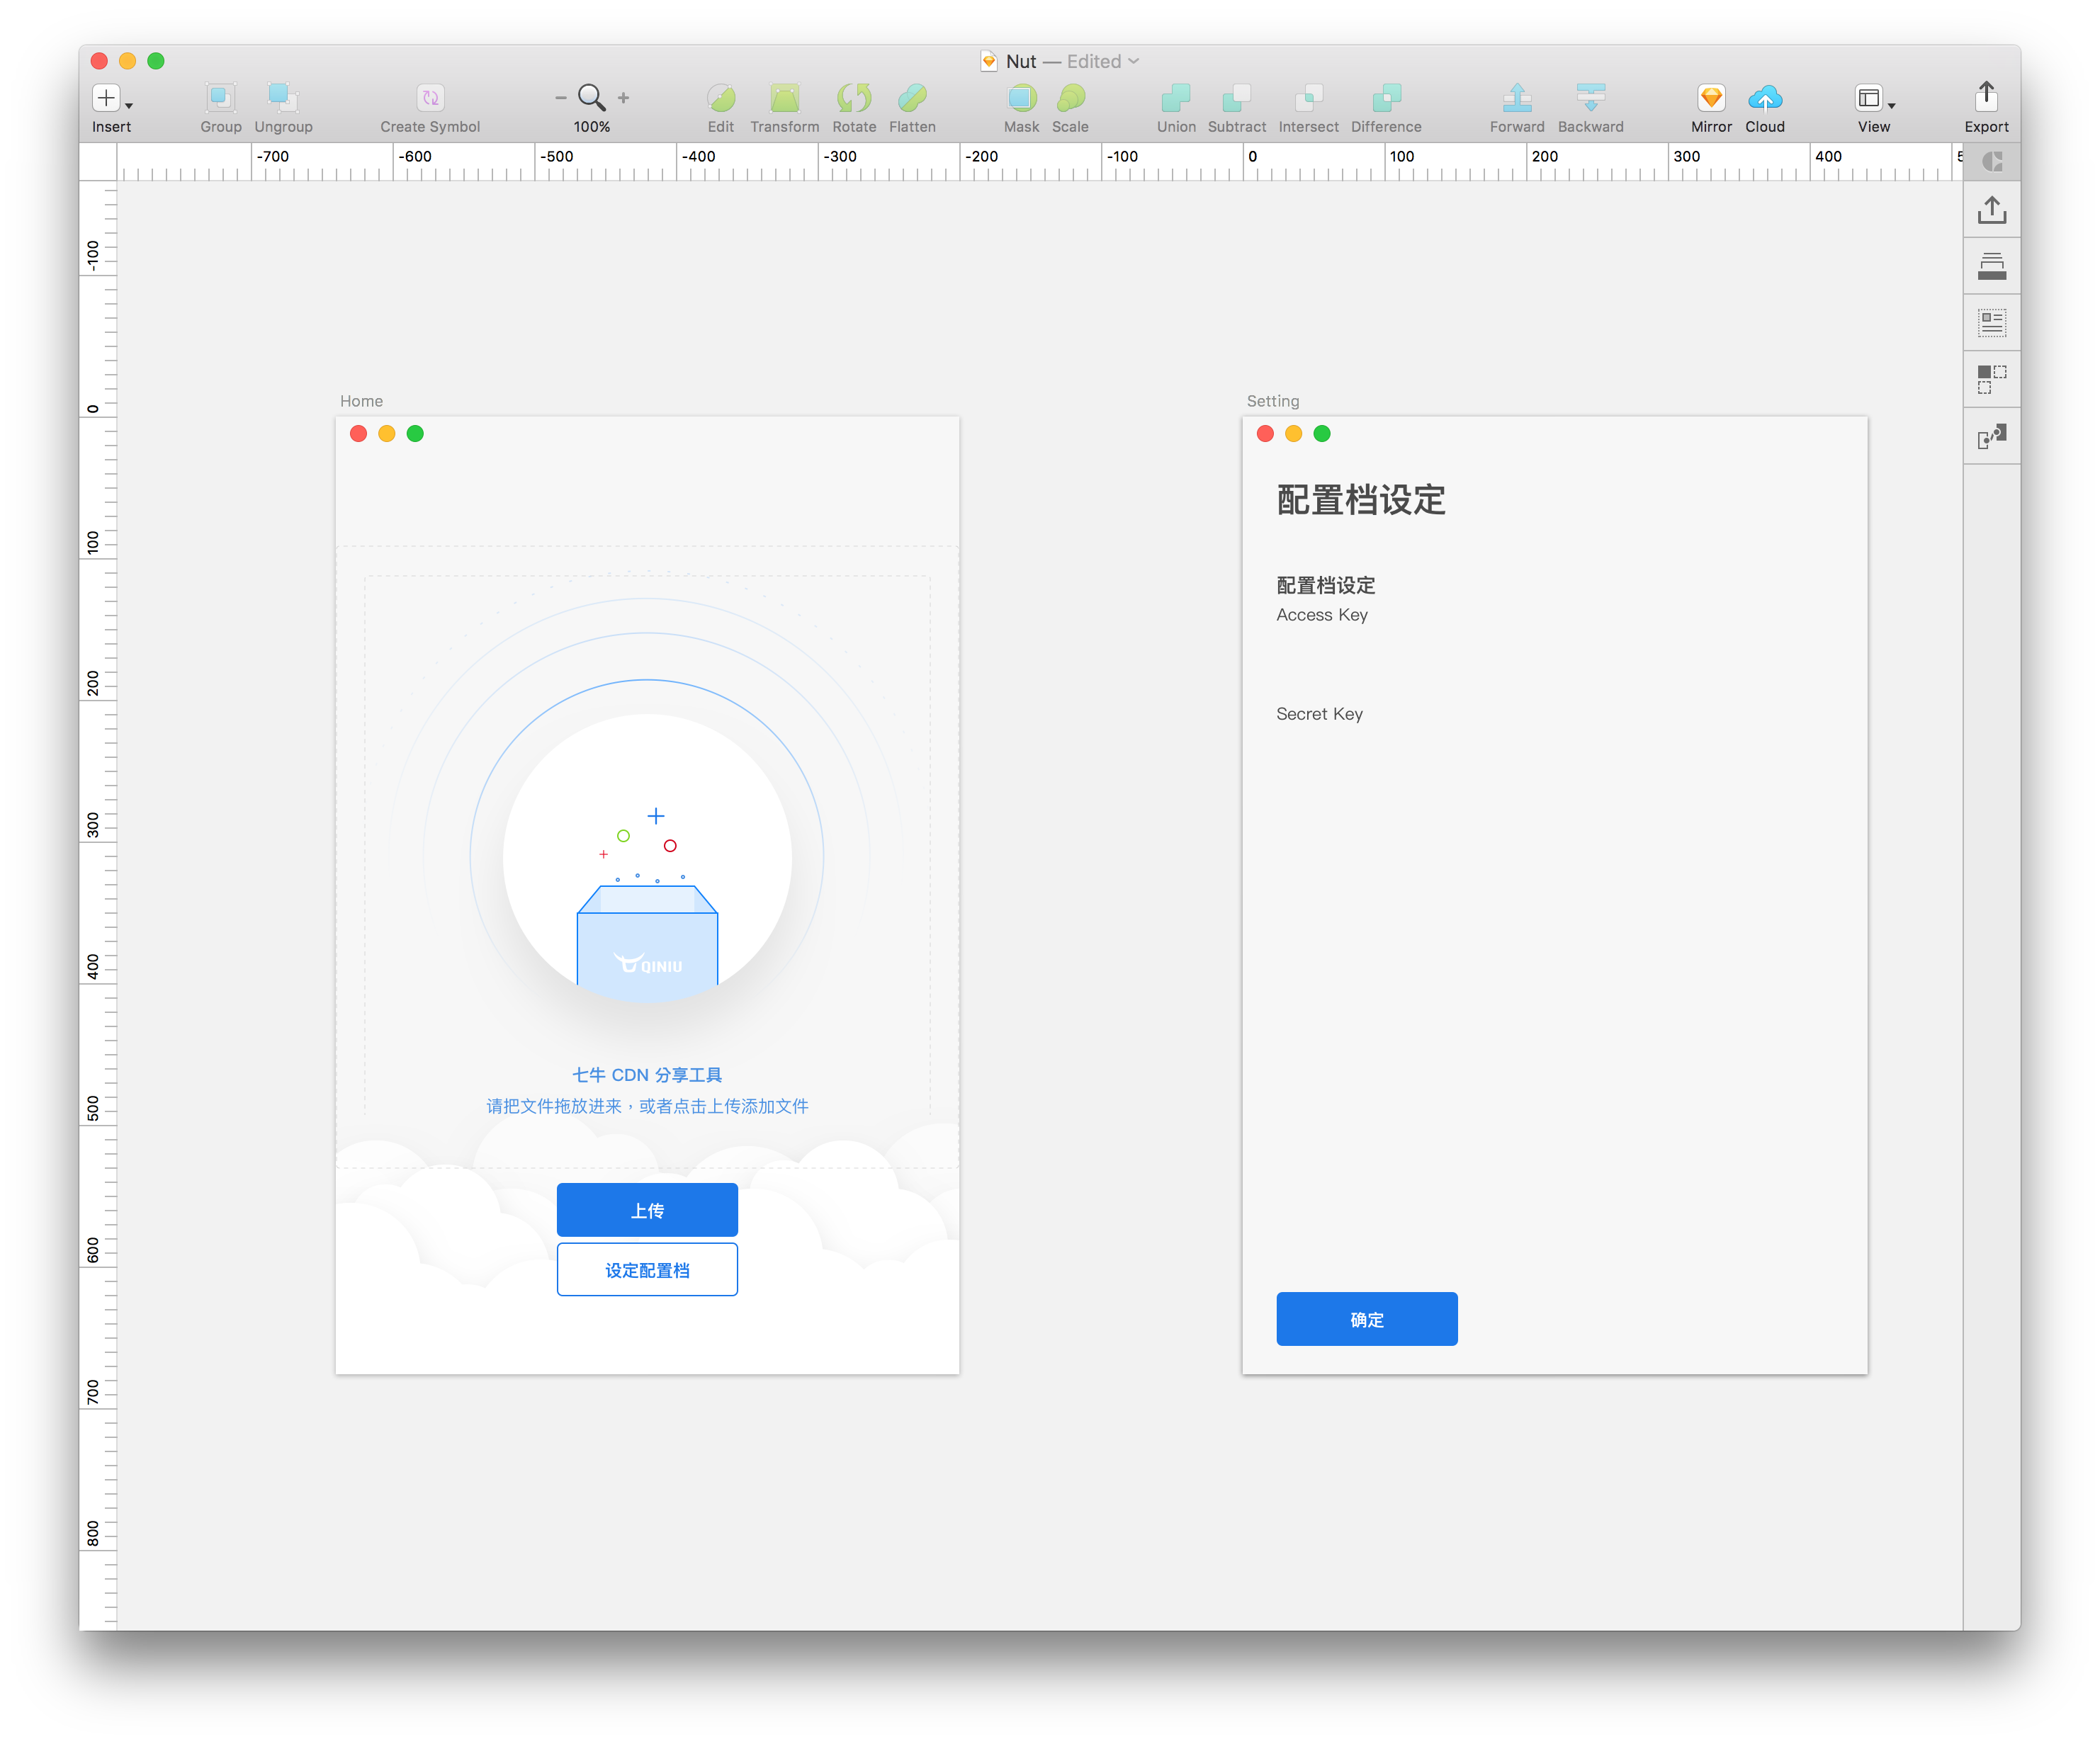 Nut — Edited
Insert
Group
Ungroup
Create Symbol
100%
Edit
Transform
Rotate
Flatten
Mask
Scale
Union
Subtract
Intersect
Difference
Forward
Backward
Mirror
Cloud
View
Export
-700 -600 -500 -400 -300 -200 -100 0 100 200 300 400
-100
0
100
200
300
400
500
600
700
800
Home
QINIU
七牛 CDN 分享工具
请把文件拖放进来，或者点击上传添加文件
上传
设定配置档
Setting
配置档设定
配置档设定
Access Key
Secret Key
确定